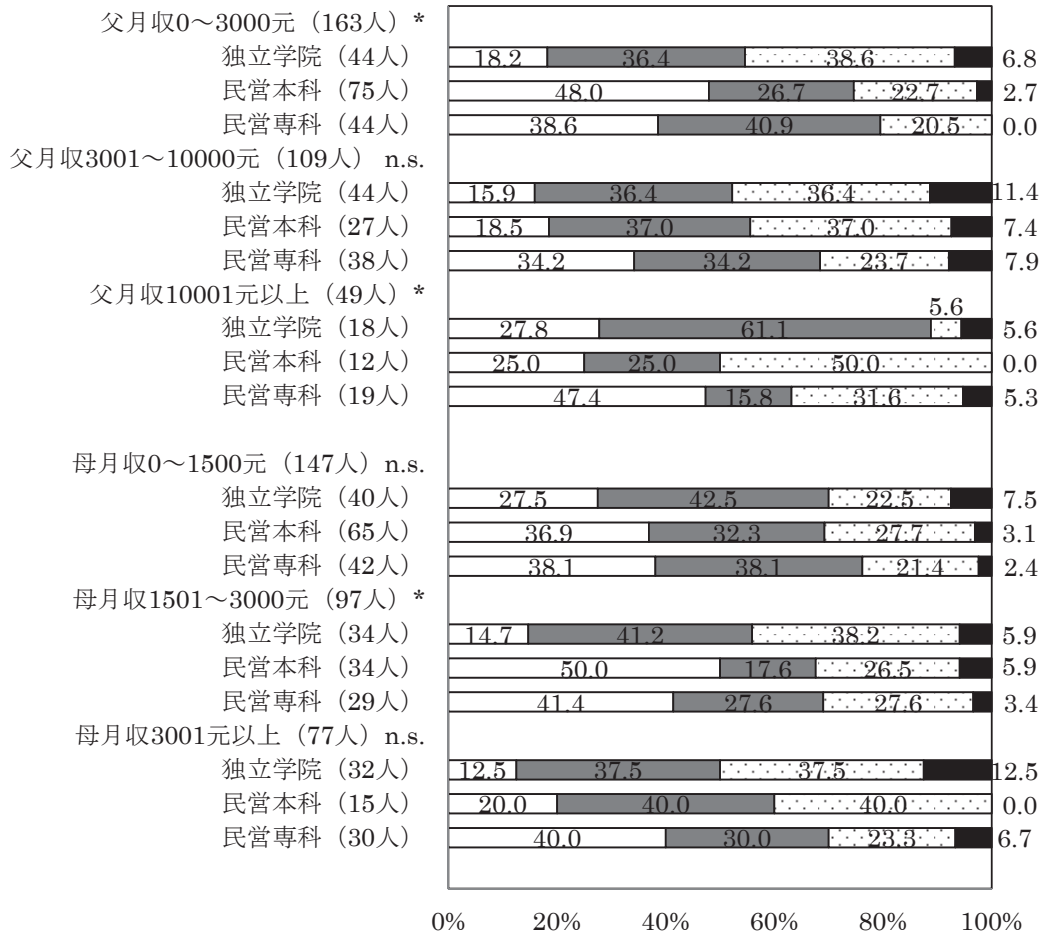 父月収0～3000元（163人）*
独立学院（44人） 18.2 36.4 38.6 6.8
民営本科（75人） 48.0 26.7 22.7 2.7
民営専科（44人） 38.6 40.9 20.5 0.0
父月収3001～10000元（109人）n.s.
独立学院（44人） 15.9 36.4 36.4 11.4
民営本科（27人） 18.5 37.0 37.0 7.4
民営専科（38人） 34.2 34.2 23.7 7.9
父月収10001元以上（49人）*
5.6
独立学院（18人） 27.8 61.1 5.6
民営本科（12人） 25.0 25.0 50.0 0.0
民営専科（19人） 47.4 15.8 31.6 5.3
母月収0～1500元（147人）n.s.
独立学院（40人） 27.5 42.5 22.5 7.5
民営本科（65人） 36.9 32.3 27.7 3.1
民営専科（42人） 38.1 38.1 21.4 2.4
母月収1501～3000元（97人）*
独立学院（34人） 14.7 41.2 38.2 5.9
民営本科（34人） 50.0 17.6 26.5 5.9
民営専科（29人） 41.4 27.6 27.6 3.4
母月収3001元以上（77人）n.s.
独立学院（32人） 12.5 37.5 37.5 12.5
民営本科（15人） 20.0 40.0 40.0 0.0
民営専科（30人） 40.0 30.0 23.3 6.7
0% 20% 40% 60% 80% 100%